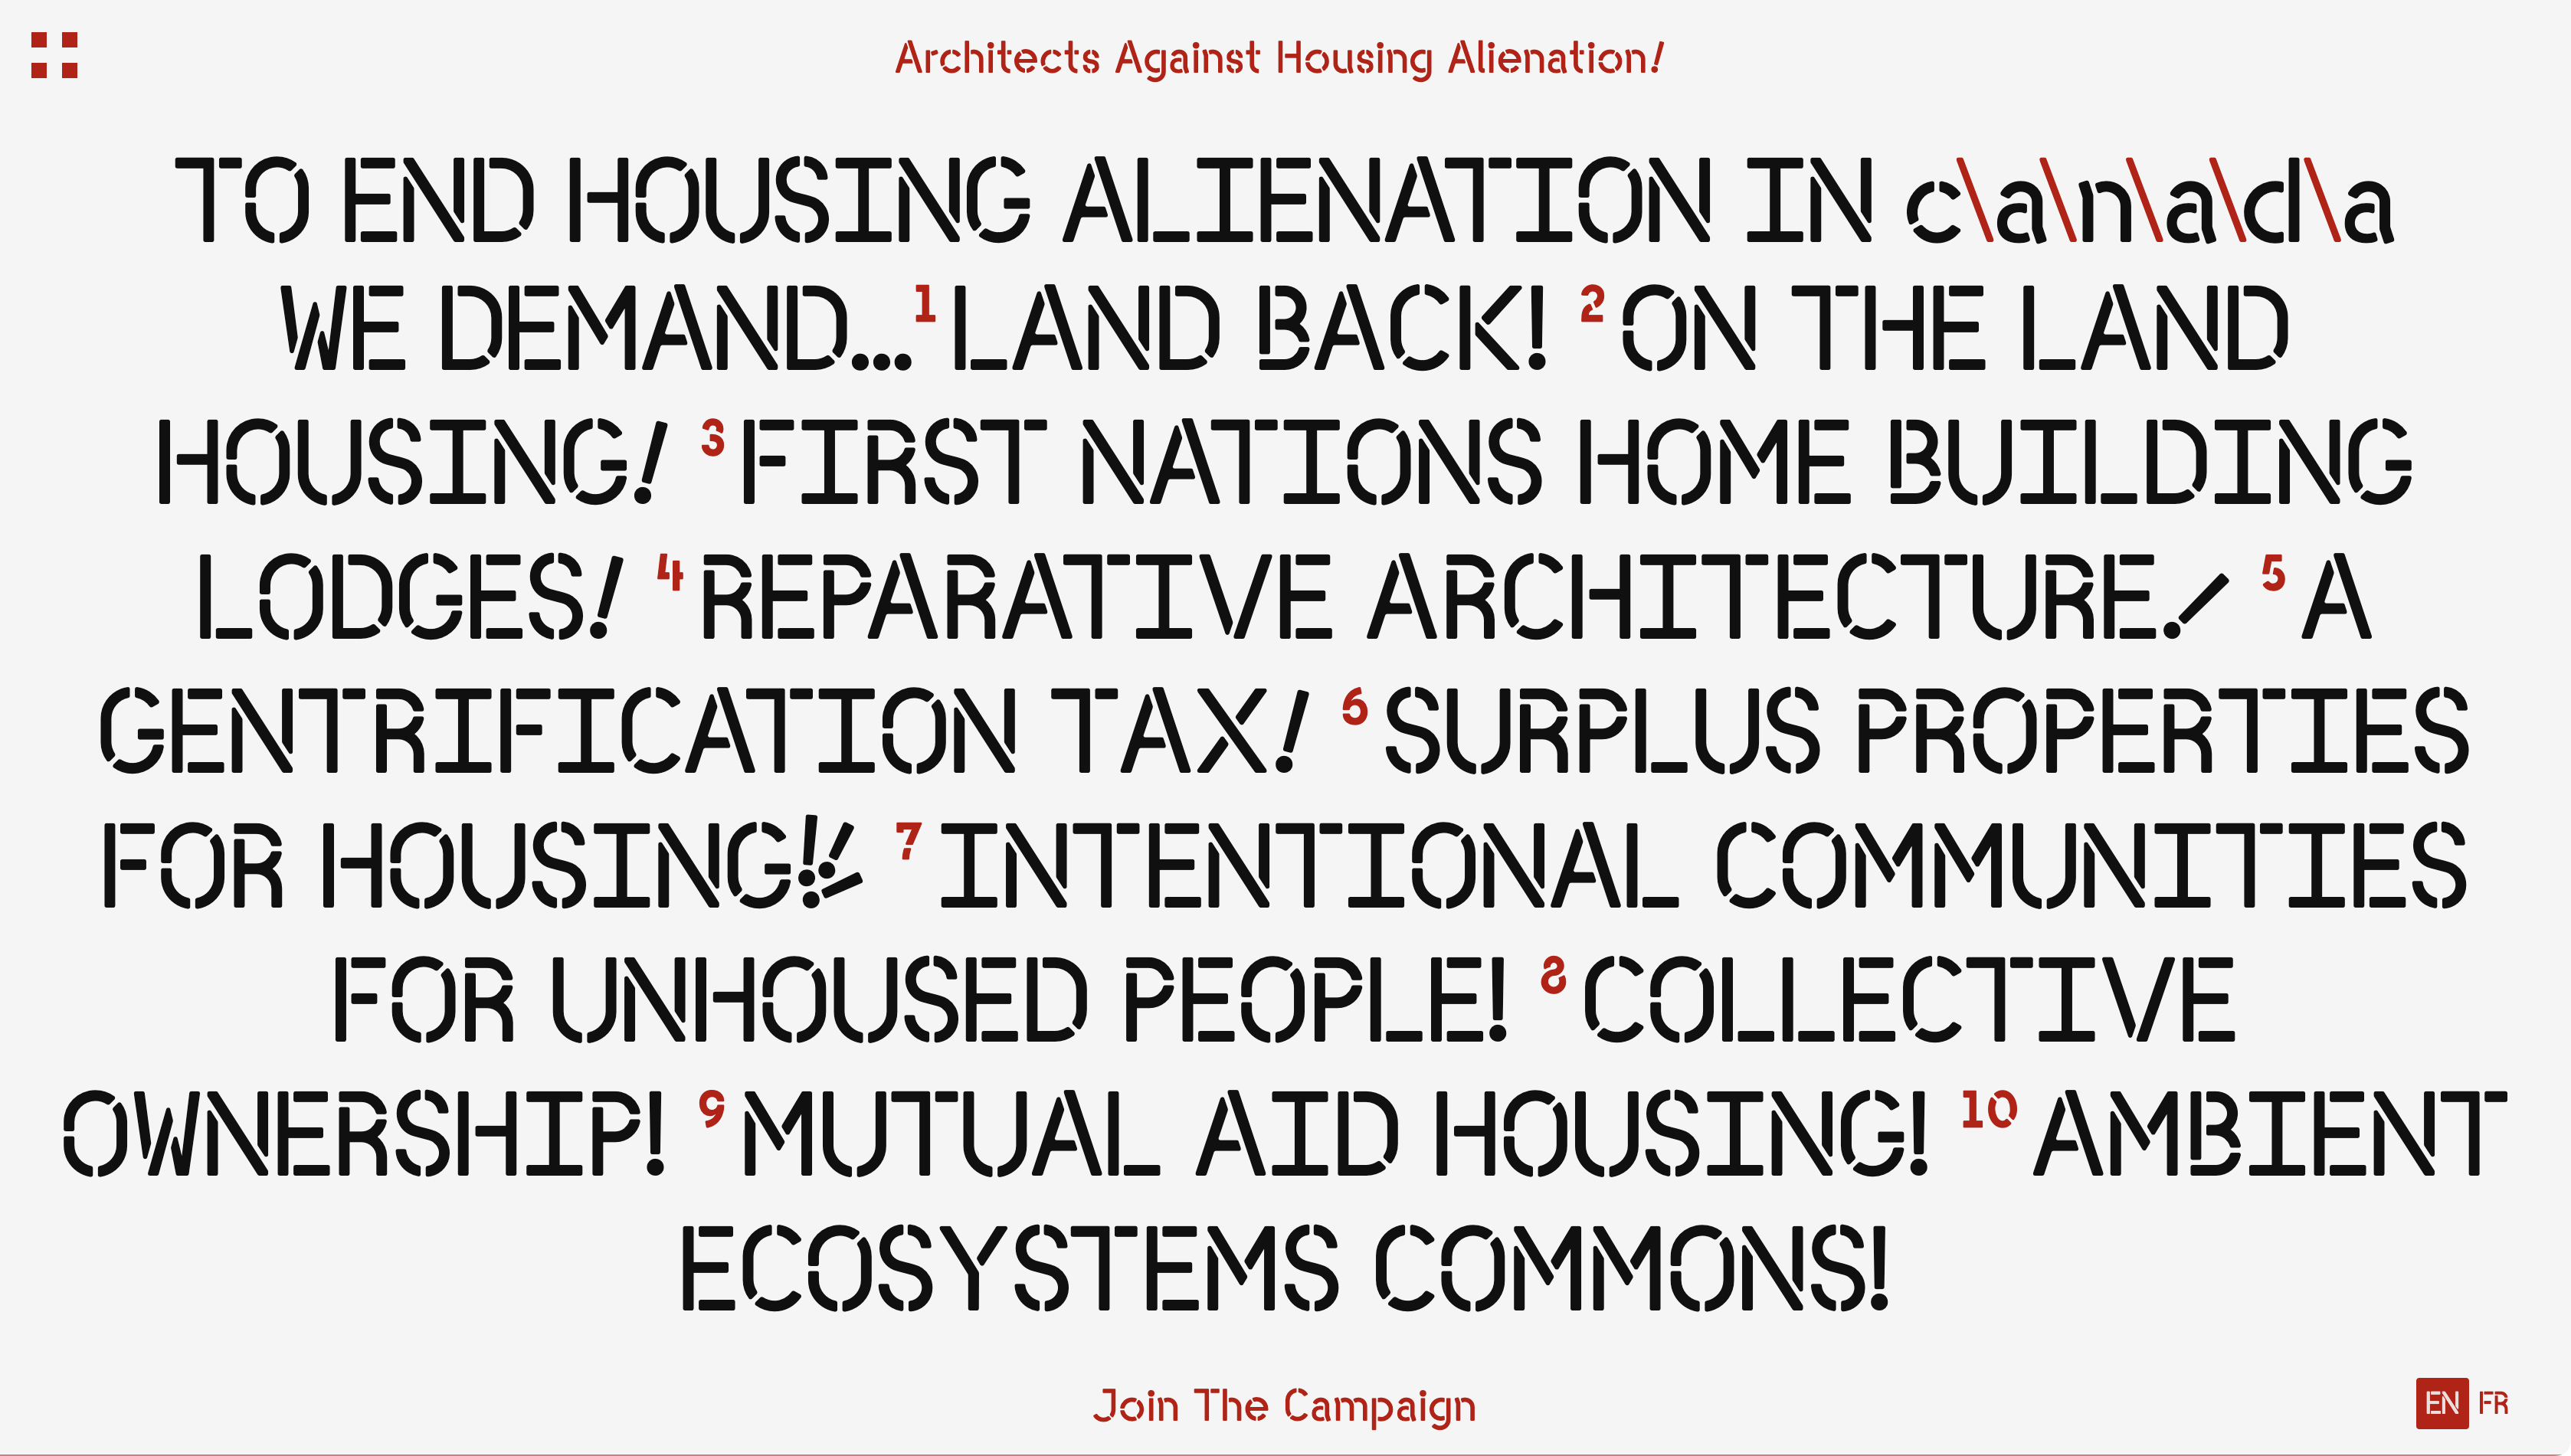 Architects Against Housing Alienation!
TO END HOUSING ALIENATION IN c\a\n\a\d\a
WE DEMAND... 1 LAND BACK! 2 ON THE LAND
HOUSING! 3 FIRST NATIONS HOME BUILDING
LODGES! 4 REPARATIVE ARCHITECTURE! 5 A
GENTRIFICATION TAX! 6 SURPLUS PROPERTIES
FOR HOUSING!!! 7 INTENTIONAL COMMUNITIES
FOR UNHOUSED PEOPLE! 8 COLLECTIVE
OWNERSHIP! 9 MUTUAL AID HOUSING! 10 AMBIENT
ECOSYSTEMS COMMONS!
Join The Campaign
EN FR